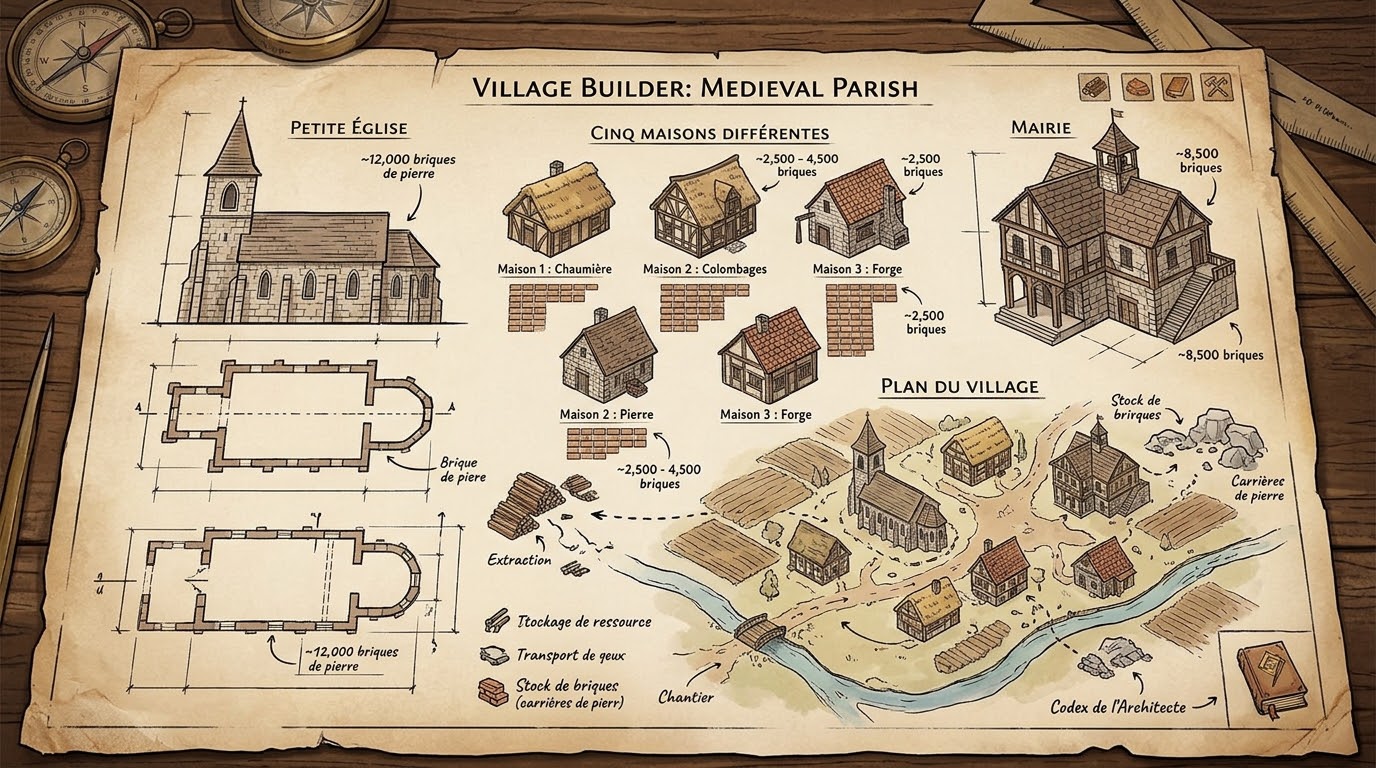 VILLAGE BUILDER: MEDIEVAL PARISH
PETITE ÉGLISE
~12,000 briques
de pierre
CINQ MAISONS DIFFÉRENTES
~2,500 - 4,500
briques
~2,500
briques
Maison 1 : Chaumière
Maison 2 : Colombages
Maison 3 : Forge
~2,500
briques
Maison 2 : Pierre
Maison 3 : Forge
~2,500 - 4,500
briques
MAIRIE
~8,500
briques
~8,500 briques
A
A
Brique
de piere
~12,000 briques
de pierre
PLAN DU VILLAGE
Stock de
brirques
Carrières
de pierre
Extraction
Ttockage de ressource
Transport de qeux
Stock de briques
(carrières de pierr)
Chantier
Codex de l'Architecte
N
W
S